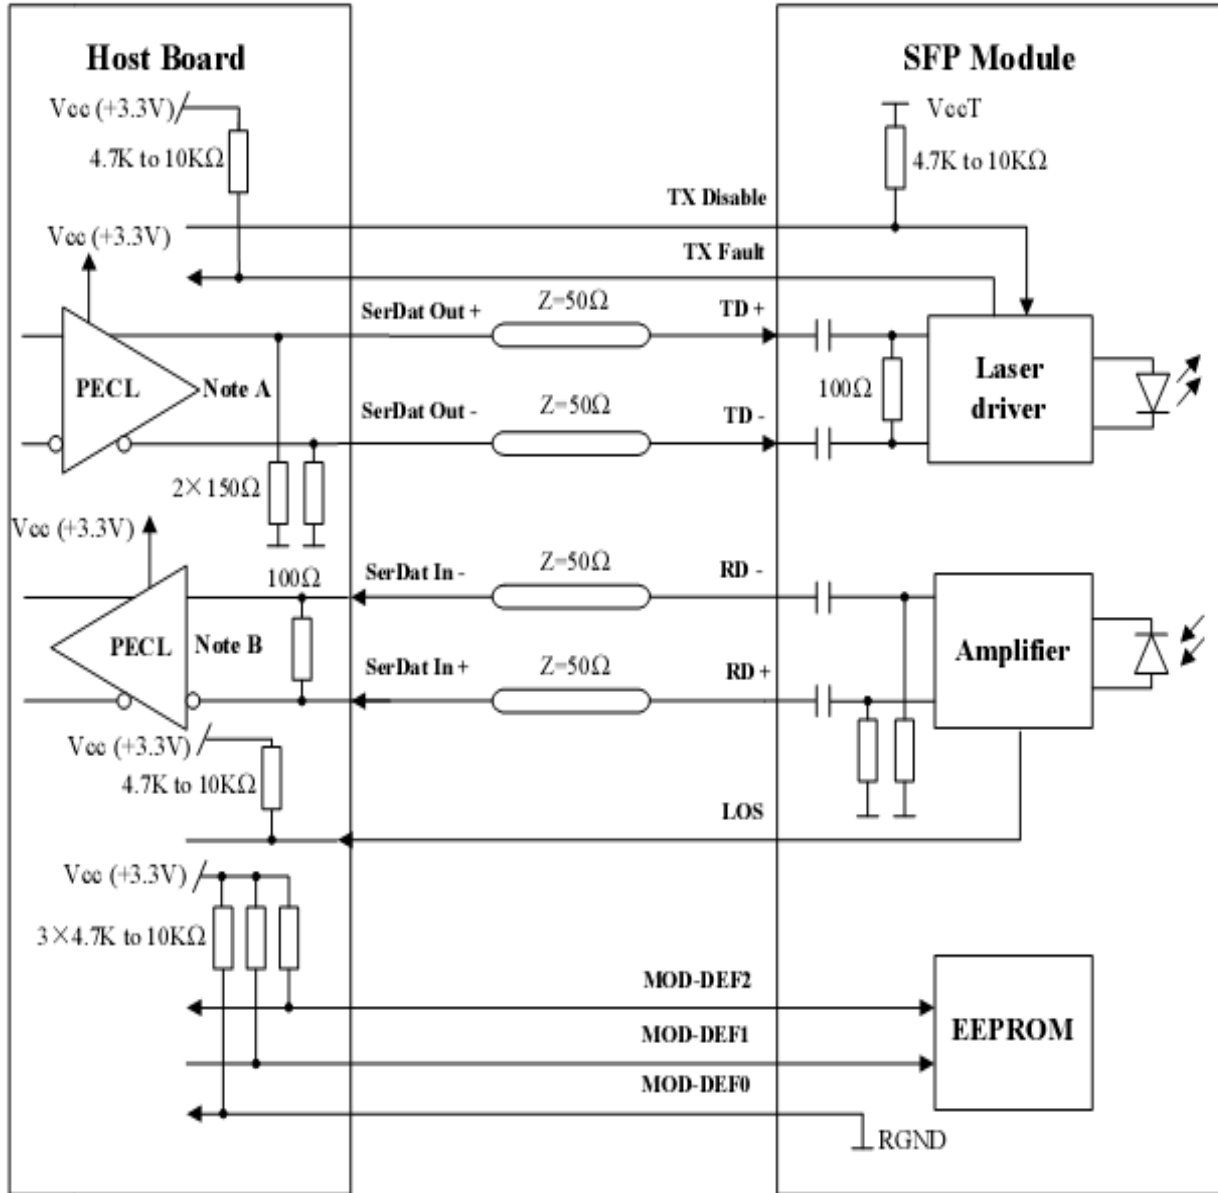 Host Board
SFP Module
Vcc (+3.3V)
4.7K to 10KΩ
VccT
4.7K to 10KΩ
TX Disable
Vcc (+3.3V)
TX Fault
SerDat Out +
Z=50Ω
TD +
PECL
Note A
100Ω
Laser
driver
SerDat Out -
Z=50Ω
TD -
2×150Ω
Vcc (+3.3V)
100Ω
SerDat In -
Z=50Ω
RD -
PECL
Note B
SerDat In +
Z=50Ω
RD +
Amplifier
Vcc (+3.3V)
4.7K to 10KΩ
LOS
Vcc (+3.3V)
3×4.7K to 10KΩ
MOD-DEF2
MOD-DEF1
MOD-DEF0
EEPROM
RGND